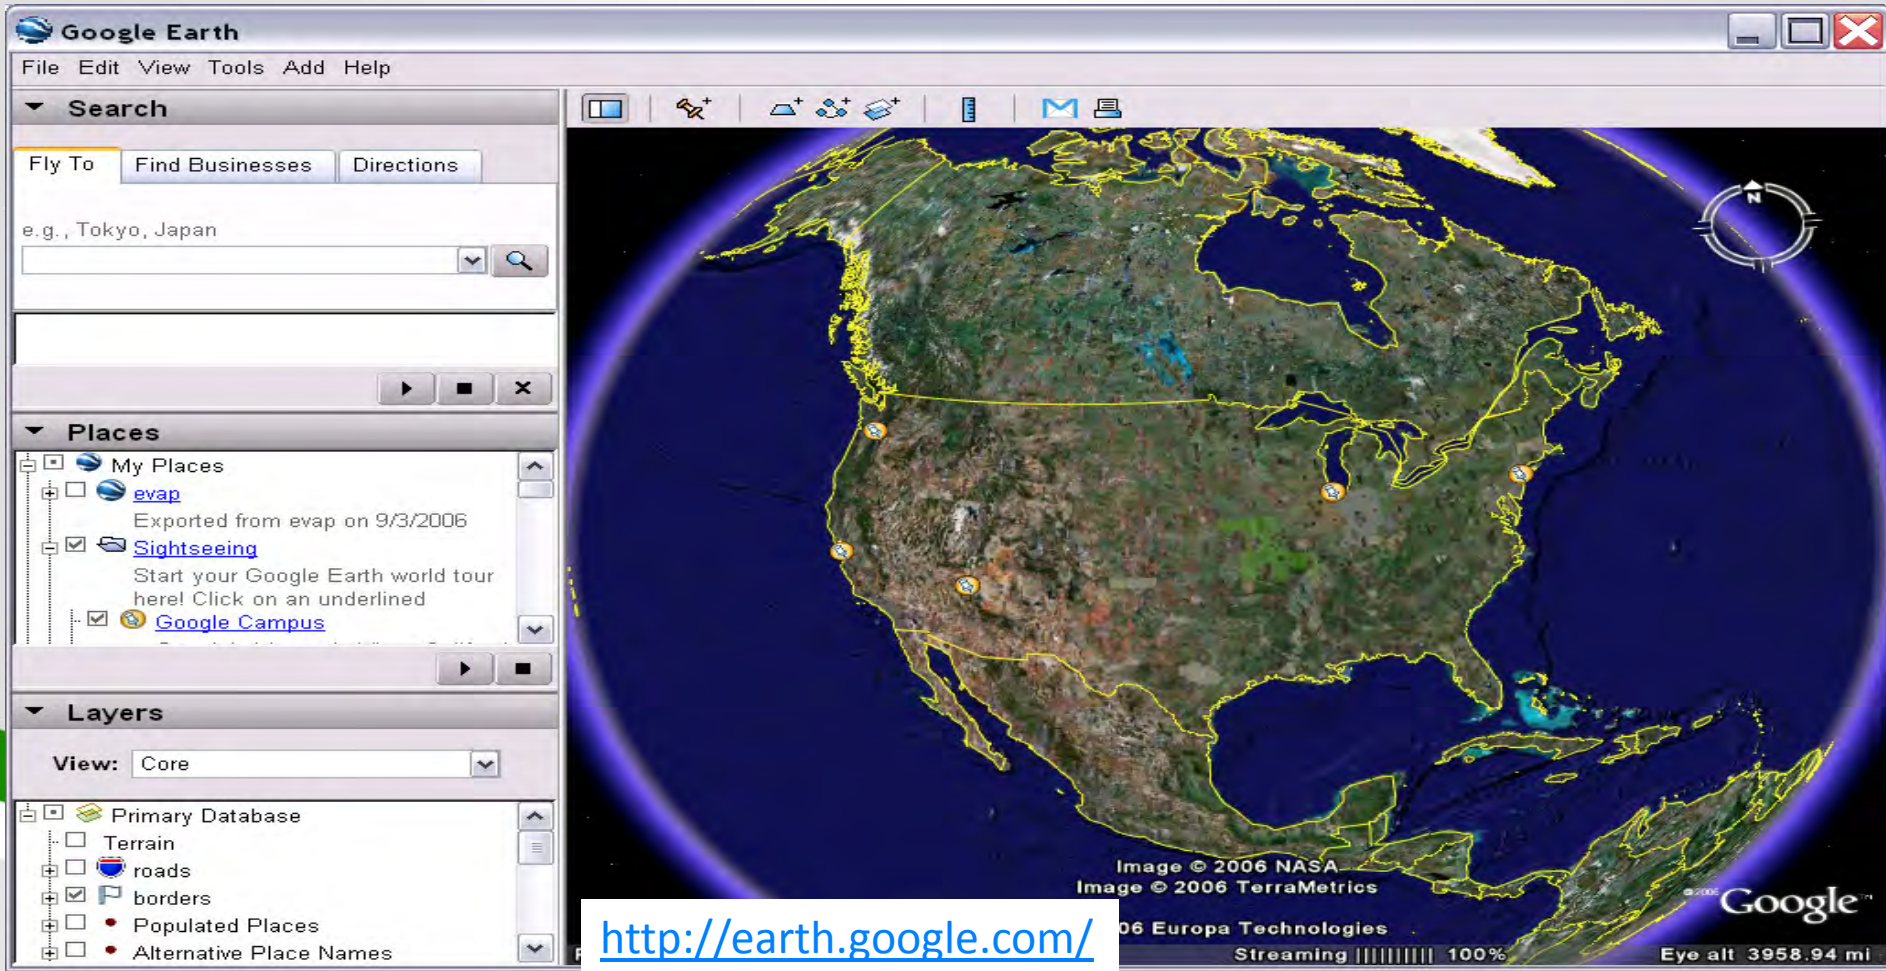 Google Earth
File Edit View Tools Add Help
Search
Fly To Find Businesses Directions
e.g., Tokyo, Japan
Places
My Places
evap
Exported from evap on 9/3/2006
Sightseeing
Start your Google Earth world tour
here! Click on an underlined
Google Campus
Layers
View: Core
Primary Database
Terrain
roads
borders
Populated Places
Alternative Place Names
N
Image © 2006 NASA
Image © 2006 TerraMetrics
06 Europa Technologies
©2006 Google™
http://earth.google.com/
Streaming |||||||||| 100%
Eye alt 3958.94 mi